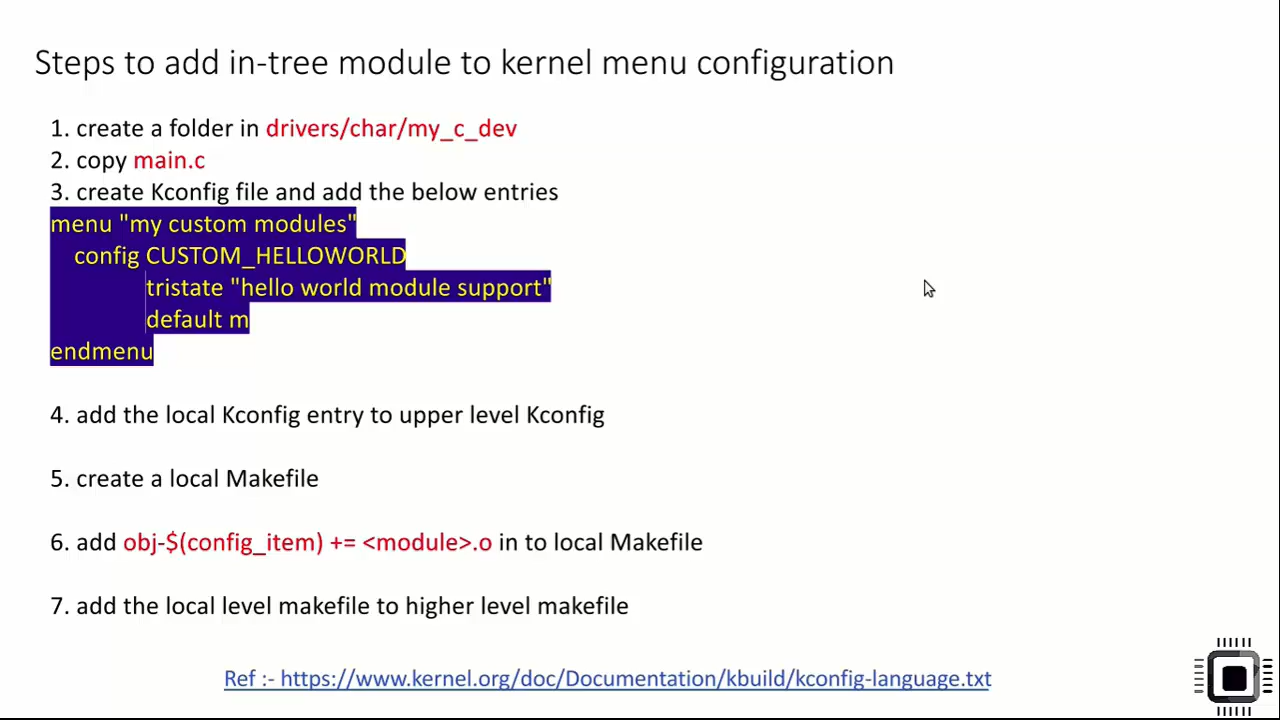 Steps to add in-tree module to kernel menu configuration
1. create a folder in drivers/char/my_c_dev
2. copy main.c
3. create Kconfig file and add the below entries
menu "my custom modules"
config CUSTOM_HELLOWORLD
tristate "hello world module support"
default m
endmenu
4. add the local Kconfig entry to upper level Kconfig
5. create a local Makefile
6. add obj-$(config_item) += <module>.o in to local Makefile
7. add the local level makefile to higher level makefile
Ref :- https://www.kernel.org/doc/Documentation/kbuild/kconfig-language.txt